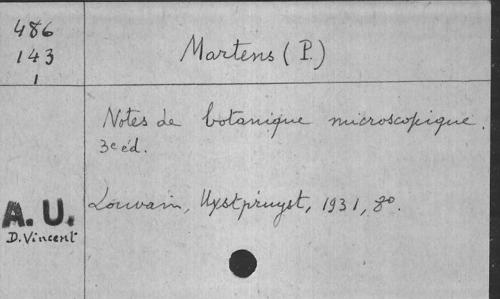 486
143
1
Martens (P.)
Notes de botanique microscopique.
3e éd.
Louvain, Uystpruyst, 1931, 8o.
A. U.
D. Vincent